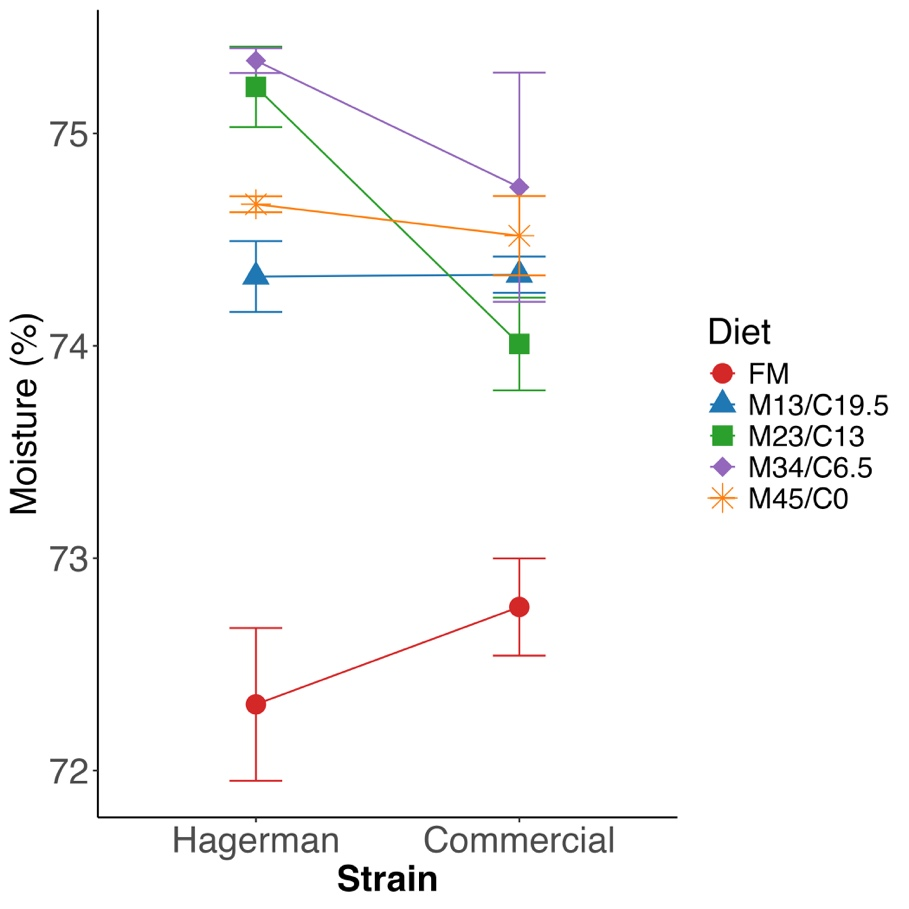 Moisture (%)
75
74
73
72
Hagerman Commercial
Strain
Diet
FM
M13/C19.5
M23/C13
M34/C6.5
M45/C0